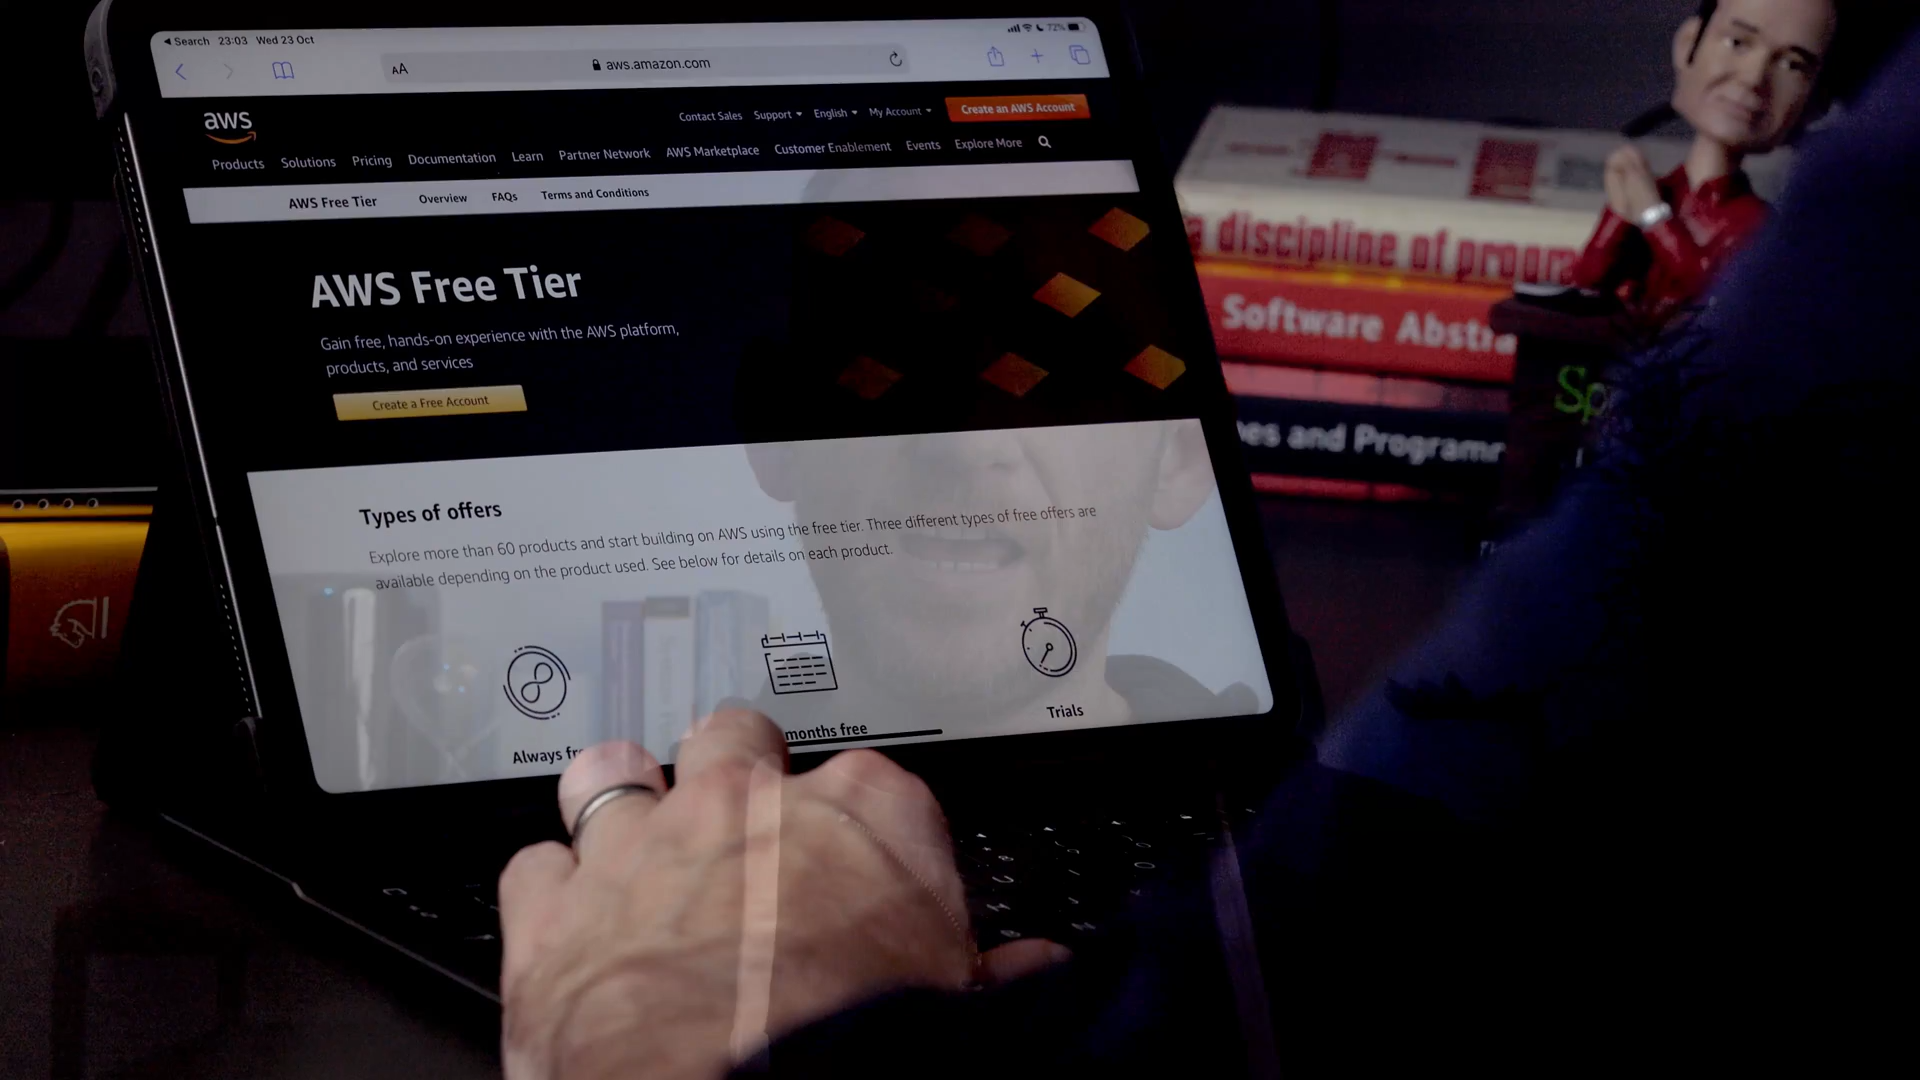 Search 23:03 Wed 23 Oct
72%
AA
aws.amazon.com
aws
Contact Sales Support English My Account Create an AWS Account
Products Solutions Pricing Documentation Learn Partner Network AWS Marketplace Customer Enablement Events Explore More
AWS Free Tier Overview FAQs Terms and Conditions
AWS Free Tier
Gain free, hands-on experience with the AWS platform,
products, and services
Create a Free Account
Types of offers
Explore more than 60 products and start building on AWS using the free tier. Three different types of free offers are
available depending on the product used. See below for details on each product.
Always
months free
Trials
a discipline of
Software
and